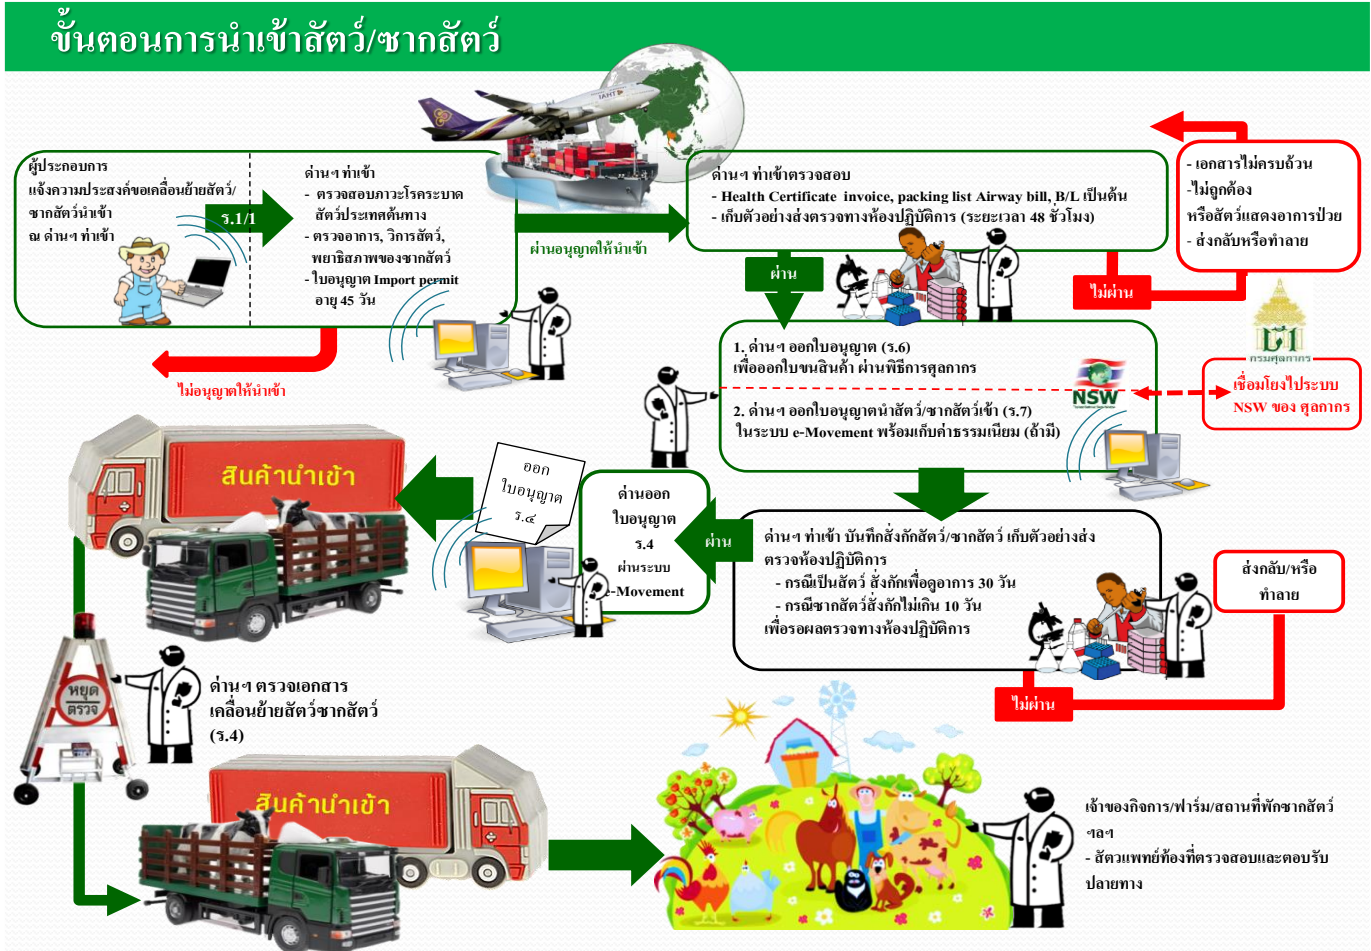 ขั้นตอนการนำเข้าสัตว์/ซากสัตว์
ผู้ประกอบการ
แจ้งความประสงค์ขอเคลื่อนย้ายสัตว์/
ซากสัตว์นำเข้า
ณ ด่านฯ ท่าเข้า
ร.1/1
ด่านฯ ท่าเข้า
- ตรวจสอบภาวะโรคระบาด
สัตว์ประเทศต้นทาง
- ตรวจอาการ, วิการสัตว์,
พยาธิสภาพของซากสัตว์
- ใบอนุญาต Import permit
อายุ 45 วัน
ไม่อนุญาตให้นำเข้า
ผ่านอนุญาตให้นำเข้า
ด่านฯ ท่าเข้าตรวจสอบ
- Health Certificate invoice, packing list Airway bill, B/L เป็นต้น
- เก็บตัวอย่างส่งตรวจทางห้องปฏิบัติการ (ระยะเวลา 48 ชั่วโมง)
ผ่าน
ไม่ผ่าน
- เอกสารไม่ครบถ้วน
-ไม่ถูกต้อง
หรือสัตว์แสดงอาการป่วย
- ส่งกลับหรือทำลาย
1. ด่านฯ ออกใบอนุญาต (ร.6)
เพื่อออกใบขนสินค้า ผ่านพิธีการศุลกากร
2. ด่านฯ ออกใบอนุญาตนำสัตว์/ซากสัตว์เข้า (ร.7)
ในระบบ e-Movement พร้อมเก็บค่าธรรมเนียม (ถ้ามี)
NSW
กรมศุลกากร
เชื่อมโยงไประบบ
NSW ของ ศุลกากร
ด่านฯ ท่าเข้า บันทึกสั่งกักสัตว์/ซากสัตว์ เก็บตัวอย่างส่ง
ตรวจห้องปฏิบัติการ
- กรณีเป็นสัตว์ สั่งกักเพื่อดูอาการ 30 วัน
- กรณีซากสัตว์สั่งกักไม่เกิน 10 วัน
เพื่อรอผลตรวจทางห้องปฏิบัติการ
ไม่ผ่าน
ส่งกลับ/หรือ
ทำลาย
ผ่าน
ด่านออก
ใบอนุญาต
ร.4
ผ่านระบบ
e-Movement
ออก
ใบอนุญาต
ร.๔
สินค้านำเข้า
หยุด
ตรวจ
ด่านฯ ตรวจเอกสาร
เคลื่อนย้ายสัตว์ซากสัตว์
(ร.4)
สินค้านำเข้า
เจ้าของกิจการ/ฟาร์ม/สถานที่พักซากสัตว์
ฯลฯ
- สัตวแพทย์ท้องที่ตรวจสอบและตอบรับ
ปลายทาง